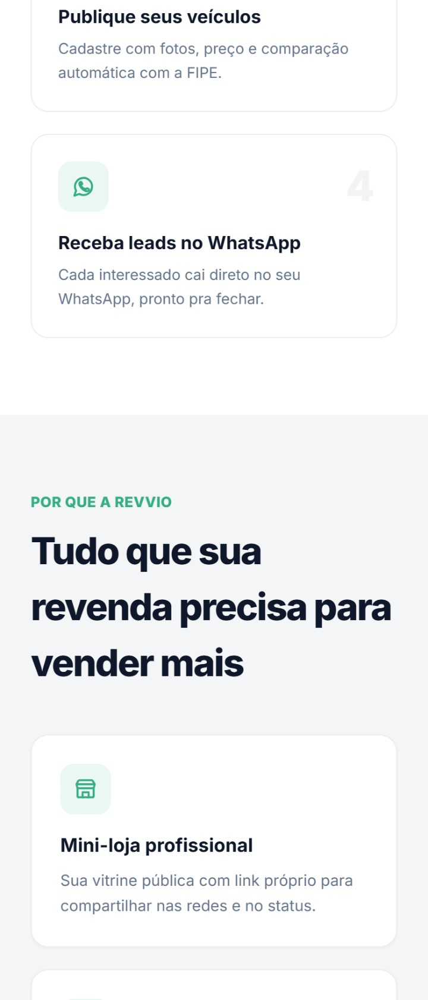 Publique seus veículos
Cadastre com fotos, preço e comparação
automática com a FIPE.
4
Receba leads no WhatsApp
Cada interessado cai direto no seu
WhatsApp, pronto pra fechar.
POR QUE A REVVIO
Tudo que sua
revenda precisa para
vender mais
Mini-loja profissional
Sua vitrine pública com link próprio para
compartilhar nas redes e no status.